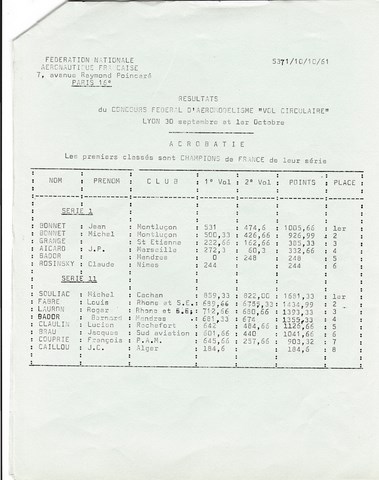 FEDERATION NATIONALE 5371/10/10/61
AERONAUTIQUE FRANCAISE
7, avenue Raymond Poincaré
PARIS 16°
RESULTATS
du CONCOURS FEDERAL D'AEROMODELISME "VOL CIRCULAIRE"
LYON 30 septembre et 1er Octobre
ACROBATIE
Les premiers classés sont CHAMPIONS de FRANCE de leur série
NOM : PRENOM : CLUB : 1° Vol : 2° Vol : POINTS : PLACE
SERIE 1
BONNET : Jean : Montluçon : 531 : 474,6 : 1005,66 : 1er
BONNET : Michel : Montluçon : 500,33 : 426,66 : 926,99 : 2
GRANGE : : St Etienne : 222,66 : 162,66 : 385,33 : 3
AICARD : J.P. : Marseille : 272,3 : 60,3 : 332,66 : 4
BADOR : : Mendres : 0 : 248 : 248 : 5
ROSINSKY : Claude : Nimes : 244 : : 244 : 6
SERIE 11
SOULIAC : Michel : Cachan : 859,33 : 822,00 : 1681,33 : 1er
FABRE : Louis : Rhone et S.E. : : : 1434,99 : 2
LAURON : Roger : Rhone et : 712,66 : 680,66 : 1393,33 : 3
BADOR : Bernard : Mendres : 681,33 : 678 : 1359,33 : 4
CLAULIN : Lucien : Rochefort : 642 : 484,66 : 1126,66 : 5
BRAU : Jacques : Sud aviation : 601,66 : 440 : 1041,66 : 6
COUPRIE : François : P.A.M. : 645,66 : 257,66 : 903,32 : 7
CAILLOU : J.C. : Alger : 184,6 : : 184,6 : 8